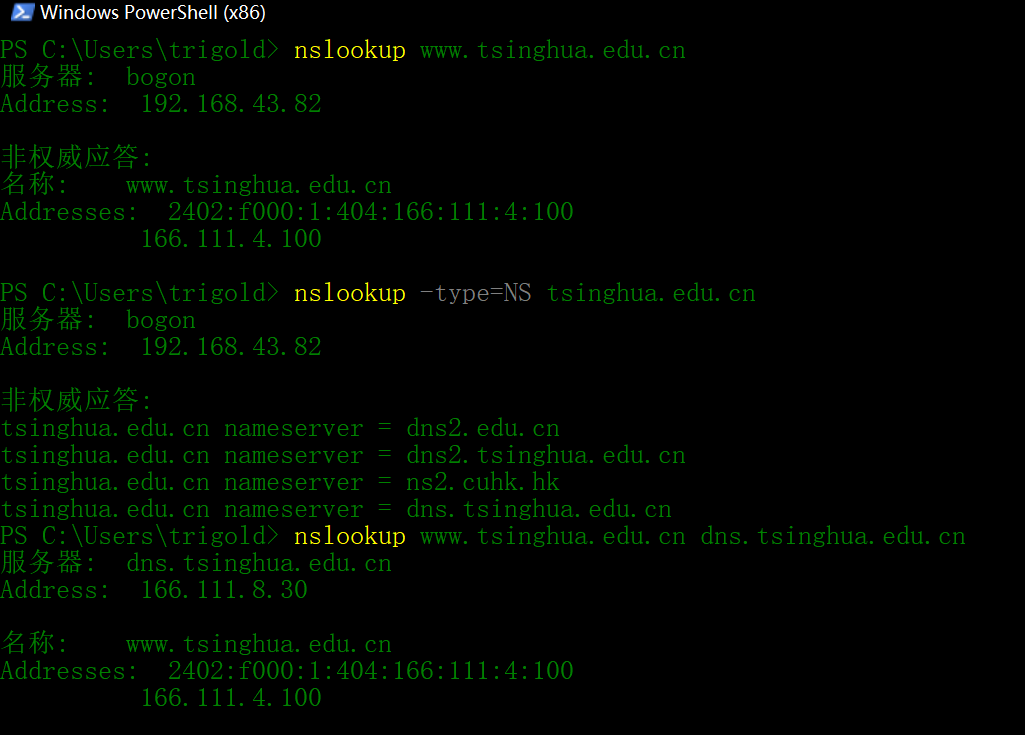 Windows PowerShell (x86)
PS C:\Users\trigold> nslookup www.tsinghua.edu.cn
服务器:  bogon
Address:  192.168.43.82
非权威应答:
名称:    www.tsinghua.edu.cn
Addresses:  2402:f000:1:404:166:111:4:100
          166.111.4.100
PS C:\Users\trigold> nslookup -type=NS tsinghua.edu.cn
服务器:  bogon
Address:  192.168.43.82
非权威应答:
tsinghua.edu.cn nameserver = dns2.edu.cn
tsinghua.edu.cn nameserver = dns2.tsinghua.edu.cn
tsinghua.edu.cn nameserver = ns2.cuhk.hk
tsinghua.edu.cn nameserver = dns.tsinghua.edu.cn
PS C:\Users\trigold> nslookup www.tsinghua.edu.cn dns.tsinghua.edu.cn
服务器:  dns.tsinghua.edu.cn
Address:  166.111.8.30
名称:    www.tsinghua.edu.cn
Addresses:  2402:f000:1:404:166:111:4:100
          166.111.4.100